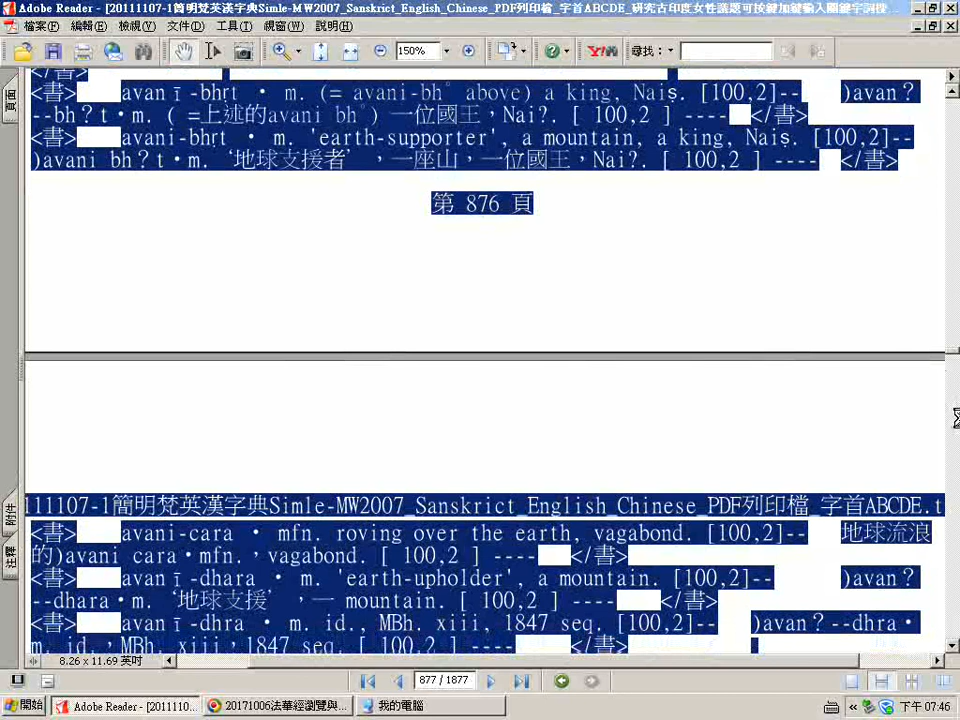 Adobe Reader - [20111107-1簡明梵英漢字典Simle-MW2007_Sanskrict_English_Chinese_PDF列印檔_字首ABCDE_研究古印度女性議題可按鍵加鍵輸入關鍵字詞搜
檔案(F) 編輯(E) 檢視(V) 文件(D) 工具(T) 視窗(W) 說明(H)
150% 尋找:
頁面
</書>
<書> avanī-bhṛt • m. (= avani-bh° above) a king, Naiṣ. [100,2]-- )avan?
--bh?t•m. ( =上述的avani bh°) 一位國王，Nai?. [ 100,2 ] ---- </書>
<書> avani-bhṛt • m. 'earth-supporter', a mountain, a king, Naiṣ. [100,2]--
)avani bh?t•m. ‘地球支援者’，一座山，一位國王，Nai?. [ 100,2 ] ---- </書>
第 876 頁
111107-1簡明梵英漢字典Simle-MW2007_Sanskrict_English_Chinese_PDF列印檔_字首ABCDE.t
<書> avani-cara • mfn. roving over the earth, vagabond. [100,2]-- 地球流浪
的)avani cara•mfn. ，vagabond. [ 100,2 ] ---- </書>
附件
<書> avanī-dhara • m. 'earth-upholder', a mountain. [100,2]-- )avan?
--dhara•m. ‘地球支援’，一 mountain. [ 100,2 ] ---- </書>
注釋
<書> avanī-dhra • m. id., MBh. xiii, 1847 seq. [100,2]-- )avan?--dhra•
m. id.，MBh. xiii，1847 seq. [ 100,2 ] ---- </書>
8.26 x 11.69 英吋
877 / 1877
開始 Adobe Reader - [2011110... 20171006法華經瀏覽與... 我的電腦 « 下午 07:46